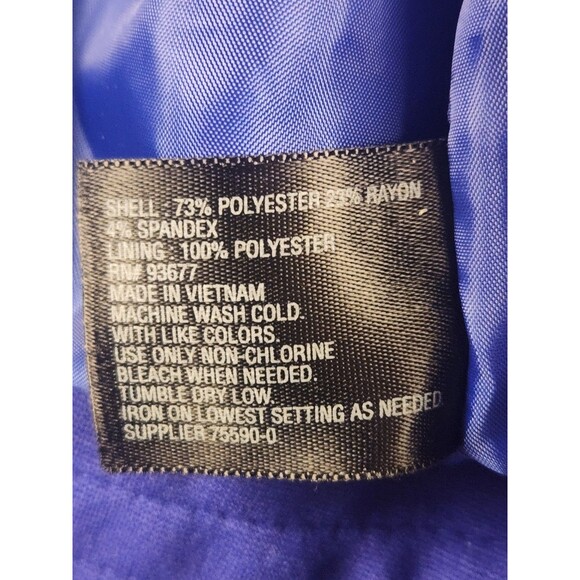 SHELL - 73% POLYESTER 23% RAYON
4% SPANDEX
LINING - 100% POLYESTER
RN# 93677
MADE IN VIETNAM
MACHINE WASH COLD.
WITH LIKE COLORS.
USE ONLY NON-CHLORINE
BLEACH WHEN NEEDED.
TUMBLE DRY LOW.
IRON ON LOWEST SETTING AS NEEDED
SUPPLIER 75590-0